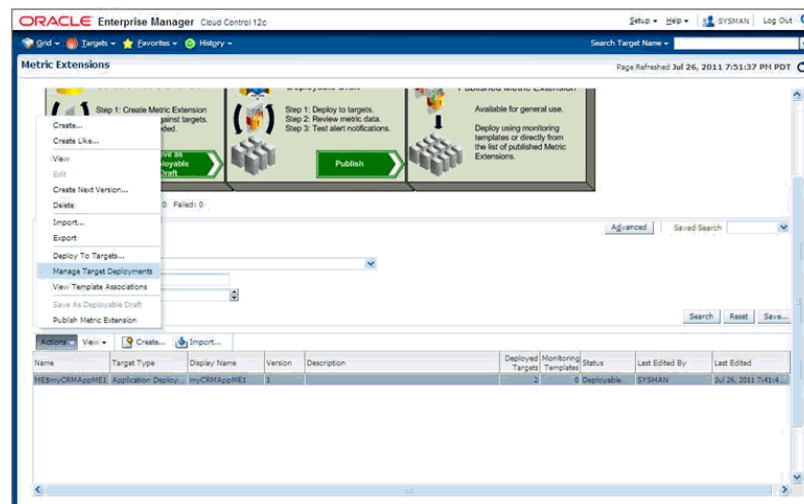 ORACLE Enterprise Manager Cloud Control 12c
Setup Help SYSMAN Log Out
Grid Targets Favorites History Search Target Name
Metric Extensions
Page Refreshed Jul 26, 2011 7:51:37 PM PDT
Deployable Draft
Published Metric Extension
Step 1: Create Metric Extension
against targets.
Step 1: Deploy to targets.
Step 2: Review metric data.
Step 3: Test alert notifications.
Available for general use.
Deploy using monitoring
templates or directly from
the list of published Metric
Extensions.
Publish
Create...
Create Like...
View
Edit
Create Next Version...
Delete
Import...
Export
Deploy To Targets...
Manage Target Deployments
View Template Associations
Save As Deployable Draft
Publish Metric Extension
0 Failed: 0
Advanced Saved Search
Search Reset Save...
Actions View Create... Import...
Name Target Type Display Name Version Description Deployed Targets Monitoring Templates Status Last Edited By Last Edited
ME$myCRMAppME1 Application Deploy... myCRMAppME1 1 2 0 Deployable... SYSMAN Jul 26, 2011 7:41:4...